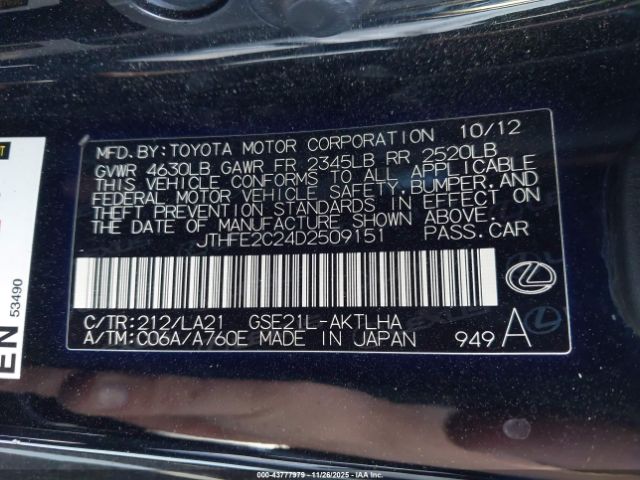 MFD.BY:TOYOTA MOTOR CORPORATION 10/12
GVWR 4630LB GAWR FR 2345LB RR 2520LB
THIS VEHICLE CONFORMS TO ALL APPLICABLE
FEDERAL MOTOR VEHICLE SAFETY,BUMPER,AND
THEFT PREVENTION STANDARDS IN EFFECT ON
THE DATE OF MANUFACTURE SHOWN ABOVE.
JTHFE2C24D2509151 PASS.CAR
C/TR:212/LA21 GSE21L-AKTLHA
A/TM:C06A/A760E MADE IN JAPAN 949 A
53490
EN
GSE - 43777979 - 11/26/2025 - IAAI